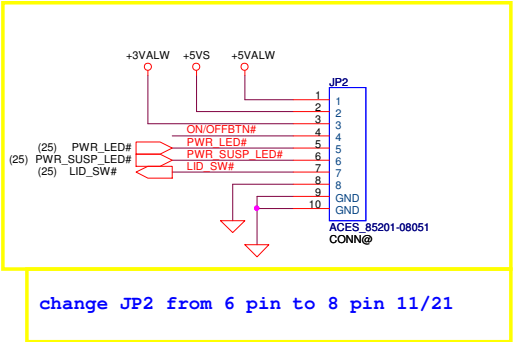 +3VALW +5VS +5VALW
JP2
1 1
2 2
3 3
ON/OFFBTN# 4 4
(25) PWR_LED# PWR_LED# 5 5
(25) PWR_SUSP_LED# PWR_SUSP_LED# 6 6
(25) LID_SW# LID_SW# 7 7
8 8
9 GND
10 GND
ACES_85201-08051
CONN@
change JP2 from 6 pin to 8 pin 11/21